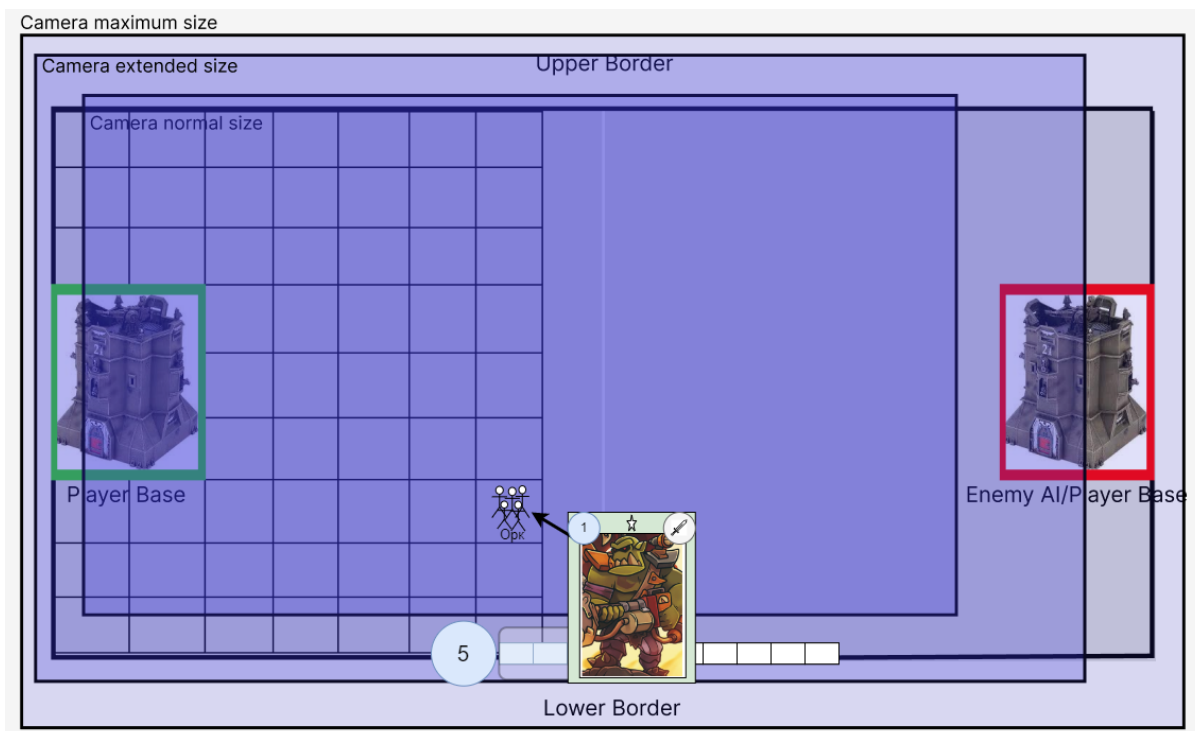 Camera maximum size
Camera extended size
Upper Border
Camera normal size
Player Base
Enemy AI/Player Base
Орк
1
5
Lower Border